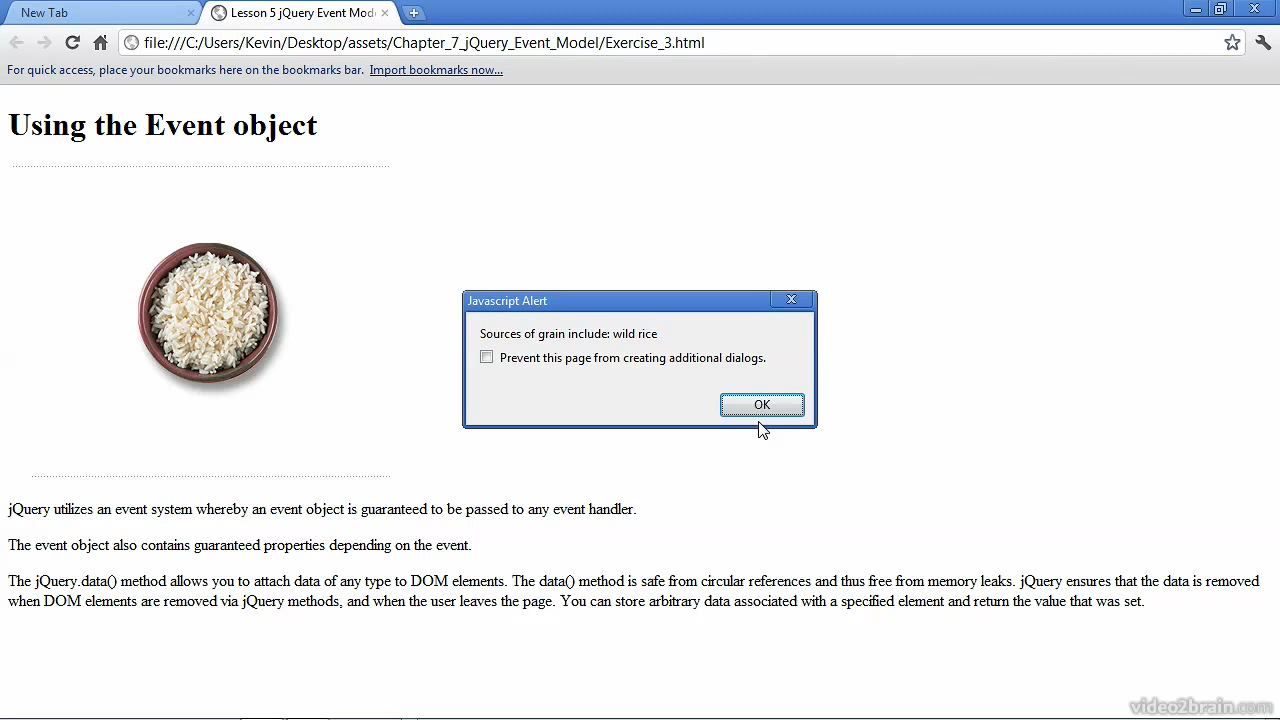 New Tab
Lesson 5 jQuery Event Mod
file:///C:/Users/Kevin/Desktop/assets/Chapter_7_jQuery_Event_Model/Exercise_3.html
For quick access, place your bookmarks here on the bookmarks bar. Import bookmarks now...
Using the Event object
Javascript Alert
Sources of grain include: wild rice
Prevent this page from creating additional dialogs.
OK
jQuery utilizes an event system whereby an event object is guaranteed to be passed to any event handler.
The event object also contains guaranteed properties depending on the event.
The jQuery.data() method allows you to attach data of any type to DOM elements. The data() method is safe from circular references and thus free from memory leaks. jQuery ensures that the data is removed
when DOM elements are removed via jQuery methods, and when the user leaves the page. You can store arbitrary data associated with a specified element and return the value that was set.
video2brain.com